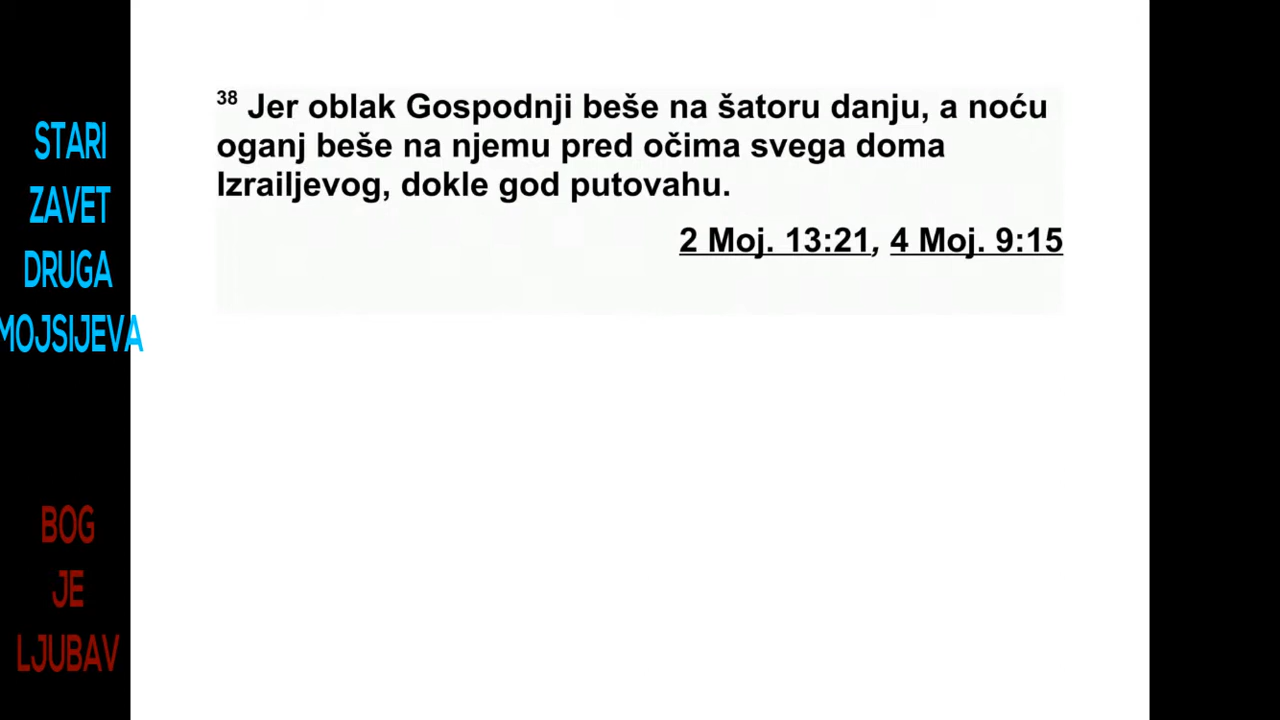 STARI
ZAVET
DRUGA
MOJSIJEVA
BOG
JE
LJUBAV
38 Jer oblak Gospodnji beše na šatoru danju, a noću
oganj beše na njemu pred očima svega doma
Izrailjevog, dokle god putovahu.
2 Moj. 13:21, 4 Moj. 9:15